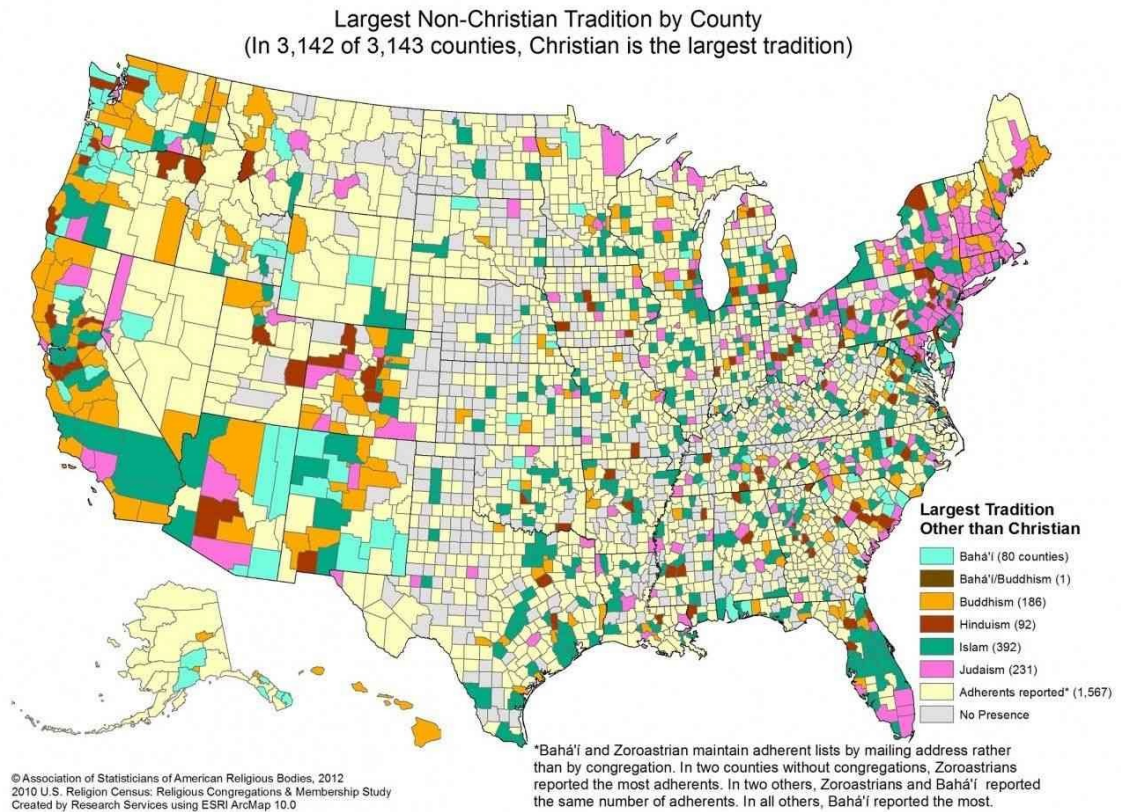 Largest Non-Christian Tradition by County
(In 3,142 of 3,143 counties, Christian is the largest tradition)
Largest Tradition
Other than Christian
Bahá'í (80 counties)
Bahá'í/Buddhism (1)
Buddhism (186)
Hinduism (92)
Islam (392)
Judaism (231)
Adherents reported* (1,567)
No Presence
*Bahá'í and Zoroastrian maintain adherent lists by mailing address rather
than by congregation. In two counties without congregations, Zoroastrians
reported the most adherents. In two others, Zoroastrians and Bahá'í reported
the same number of adherents. In all others, Bahá'í reported the most.
© Association of Statisticians of American Religious Bodies, 2012
2010 U.S. Religion Census: Religious Congregations & Membership Study
Created by Research Services using ESRI ArcMap 10.0